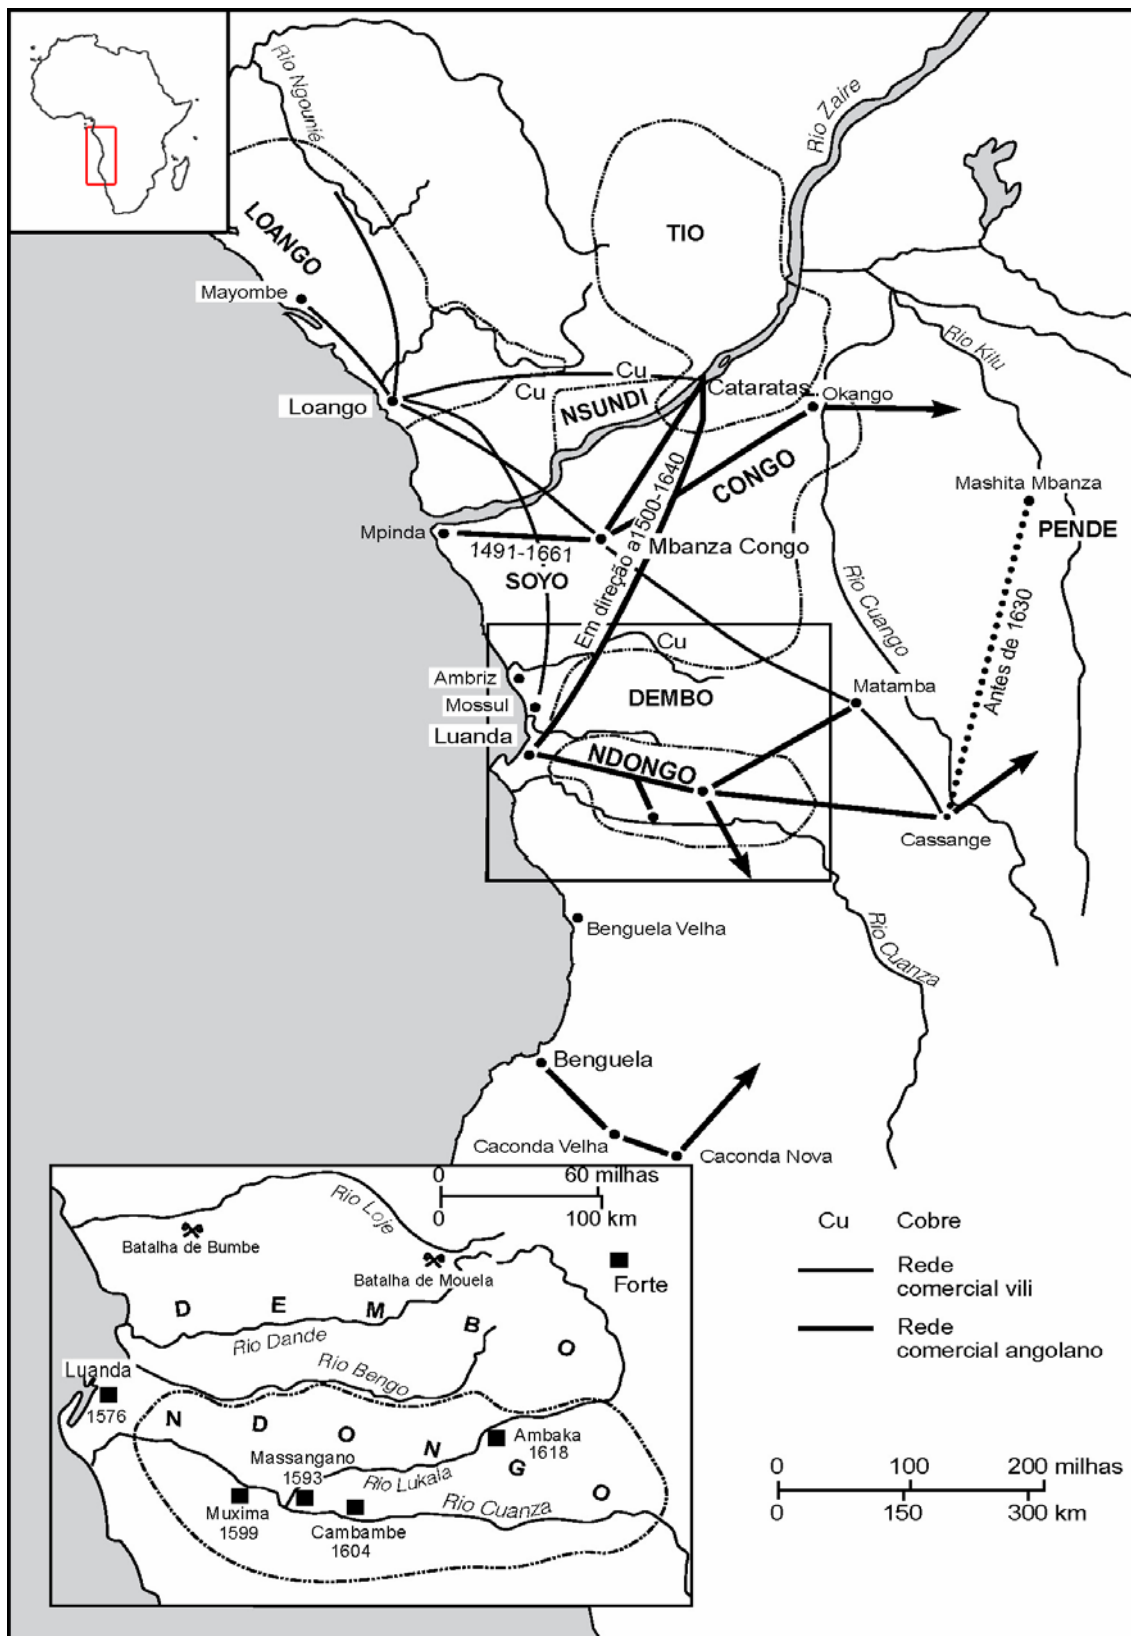 Rio Ngounié
Rio Zaire
LOANGO
TIO
Mayombe
Rio Kilu
Cu
Cu
Cataratas
Okango
Loango
NSUNDI
CONGO
Mashita Mbanza
PENDE
Mpinda
1491-1661
Mbanza Congo
SOYO
Em direção a1500-1640
Rio Cuango
Antes de 1630
Cu
Ambriz
DEMBO
Matamba
Mossul
Luanda
NDONGO
Cassange
Benguela Velha
Rio Cuanza
Benguela
Caconda Velha
Caconda Nova
0 60 milhas
0 100 km
Rio Loje
Batalha de Bumbe
Batalha de Mouela
Forte
D E M B O
Rio Dande
Rio Bengo
Luanda
1576
N D O N G O
Ambaka
1618
Massangano
1593
Rio Lukala
Rio Cuanza
Muxima
1599
Cambambe
1604
Cu Cobre
Rede
comercial vili
Rede
comercial angolano
0 100 200 milhas
0 150 300 km